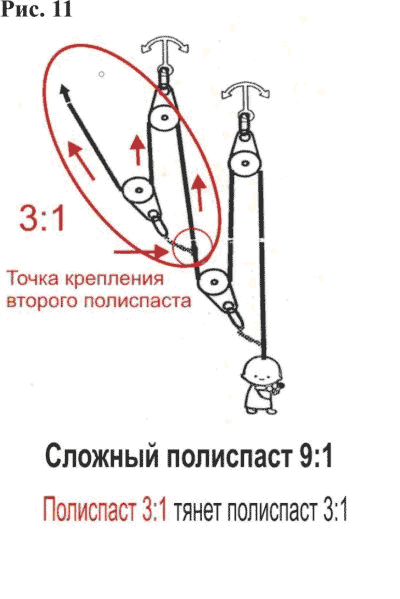 Рис. 11
3:1
Точка крепления
второго полиспаста
Сложный полиспаст 9:1
Полиспаст 3:1 тянет полиспаст 3:1